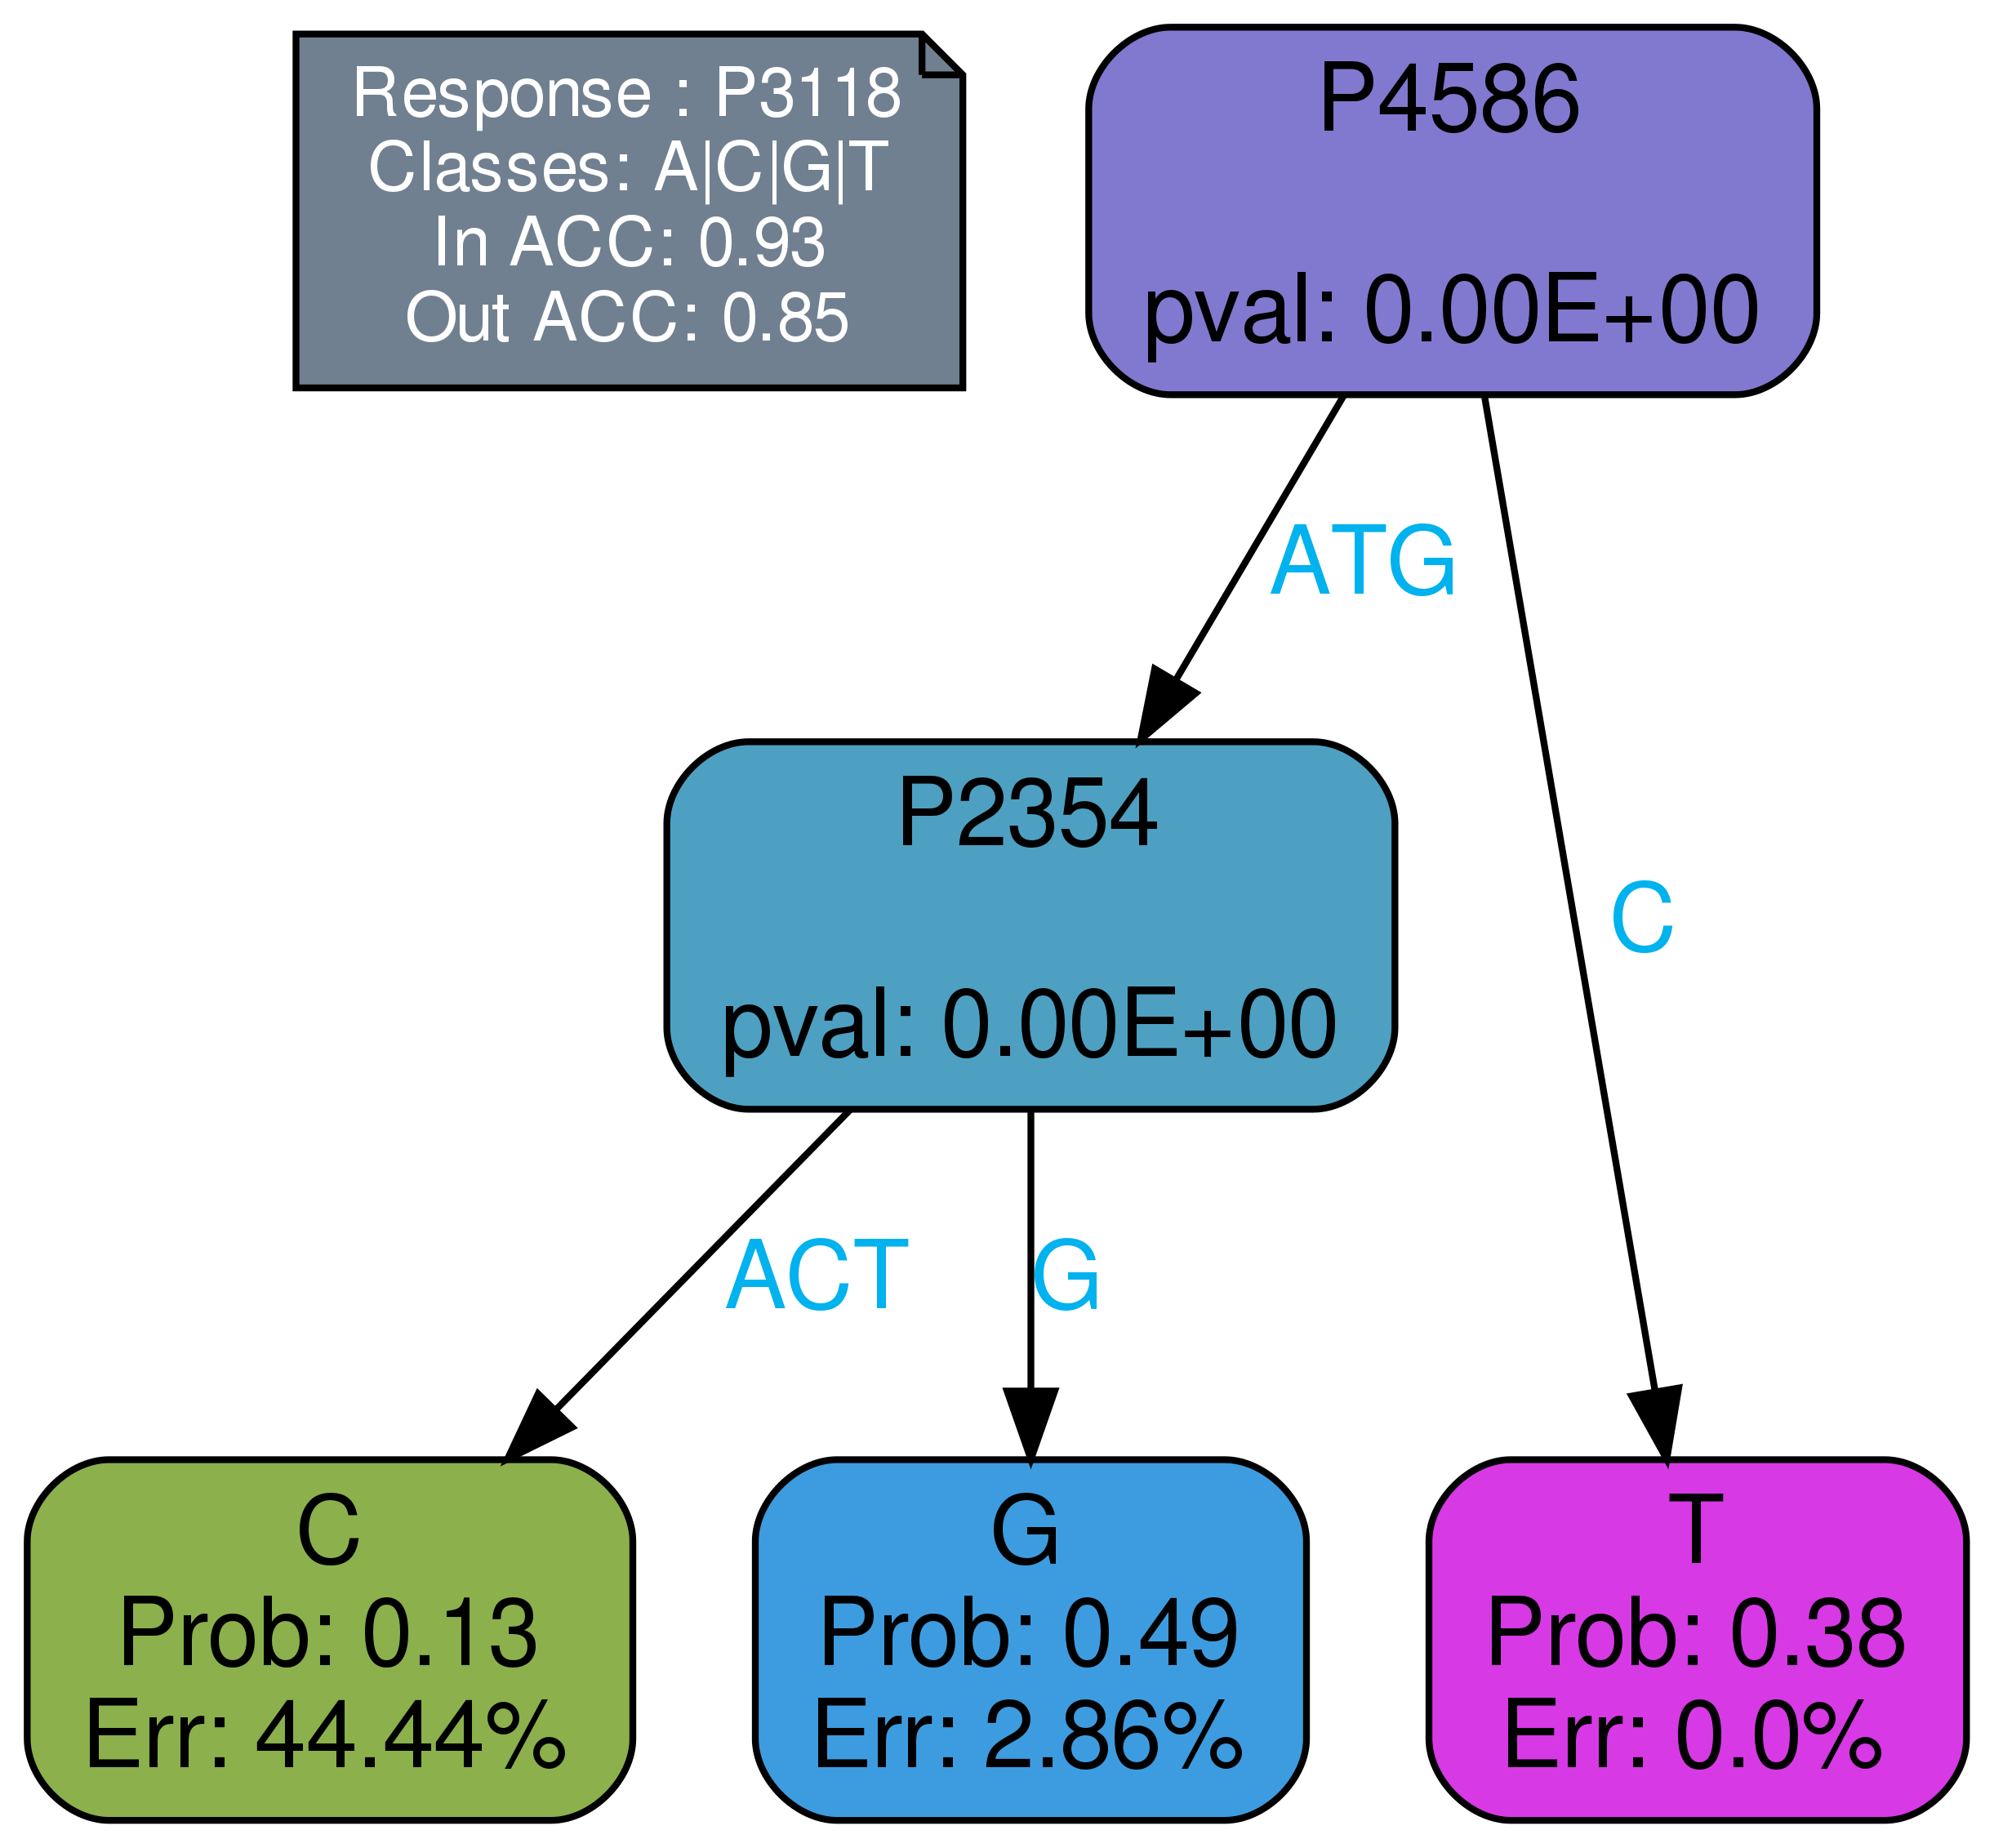 Response : P3118
Classes: A|C|G|T
In ACC: 0.93
Out ACC: 0.85
P4586
pval: 0.00E+00
ATG
C
P2354
pval: 0.00E+00
ACT
G
C
Prob: 0.13
Err: 44.44%
G
Prob: 0.49
Err: 2.86%
T
Prob: 0.38
Err: 0.0%